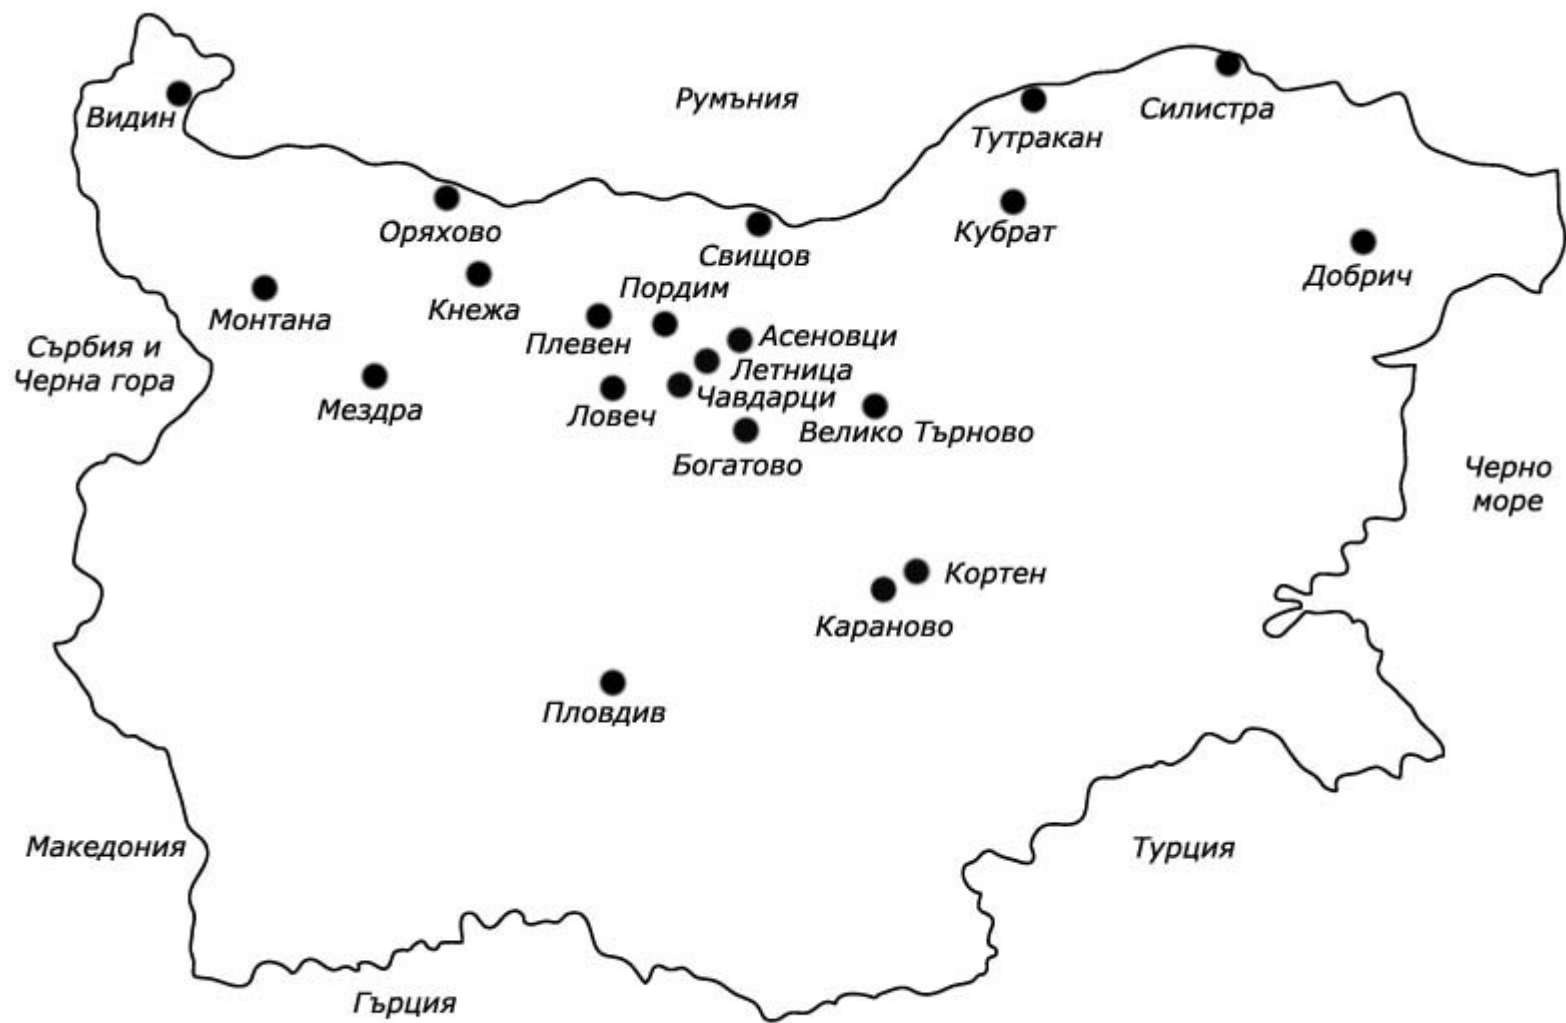 Румъния
Силистра
Видин
Тутракан
Оряхово
Кубрат
Свищов
Добрич
Пордим
Кнежа
Монтана
Асеновци
Плевен
Сърбия и
Черна гора
Летница
Чавдарци
Мездра
Ловеч
Велико Търново
Богатово
Черно
море
Кортен
Караново
Пловдив
Македония
Турция
Гърция